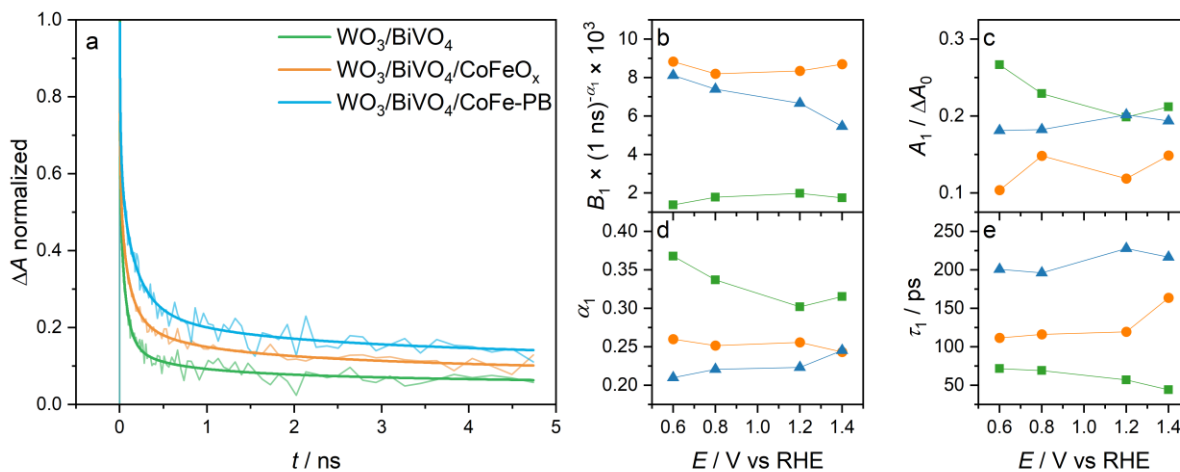 a
WO₃/BiVO₄
WO₃/BiVO₄/CoFeOₓ
WO₃/BiVO₄/CoFe-PB
ΔA normalized
1.0
0.8
0.6
0.4
0.2
0.0
0 1 2 3 4 5
t / ns
b
B₁ × (1 ns)^-α₁ × 10³
10
8
6
4
2
c
A₁ / ΔA₀
0.3
0.2
0.1
d
α₁
0.40
0.35
0.30
0.25
0.20
0.6 0.8 1.0 1.2 1.4
E / V vs RHE
e
τ₁ / ps
250
200
150
100
50
0.6 0.8 1.0 1.2 1.4
E / V vs RHE